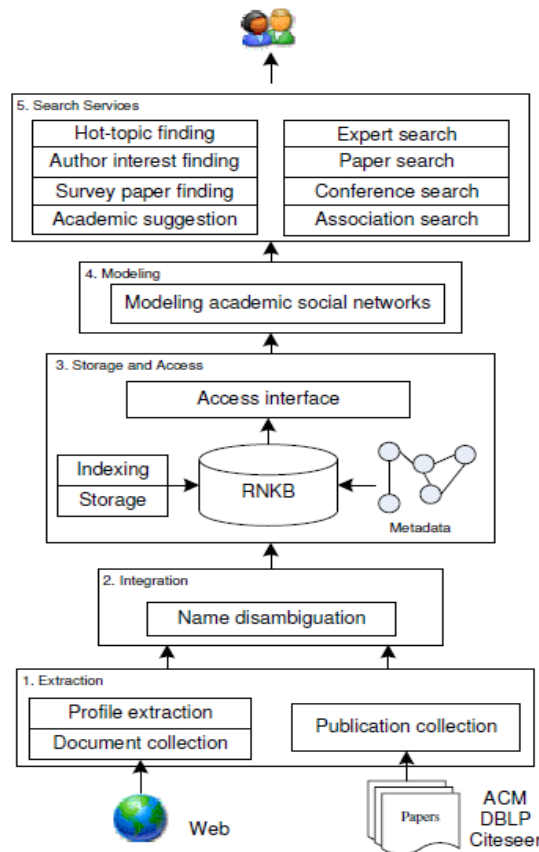 5. Search Services
Hot-topic finding
Author interest finding
Survey paper finding
Academic suggestion
Expert search
Paper search
Conference search
Association search
4. Modeling
Modeling academic social networks
3. Storage and Access
Access interface
Indexing
Storage
RNKB
Metadata
2. Integration
Name disambiguation
1. Extraction
Profile extraction
Document collection
Publication collection
Web
Papers
ACM
DBLP
Citeseer